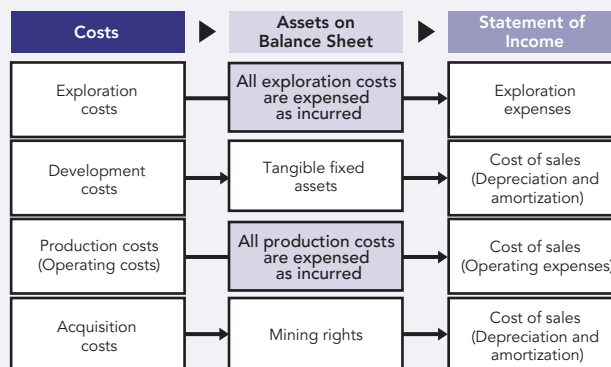 Costs
Assets on
Balance Sheet
Statement of
Income
Exploration
costs
All exploration costs
are expensed
as incurred
Exploration
expenses
Development
costs
Tangible fixed
assets
Cost of sales
(Depreciation and
amortization)
Production costs
(Operating costs)
All production costs
are expensed
as incurred
Cost of sales
(Operating expenses)
Acquisition
costs
Mining rights
Cost of sales
(Depreciation and
amortization)